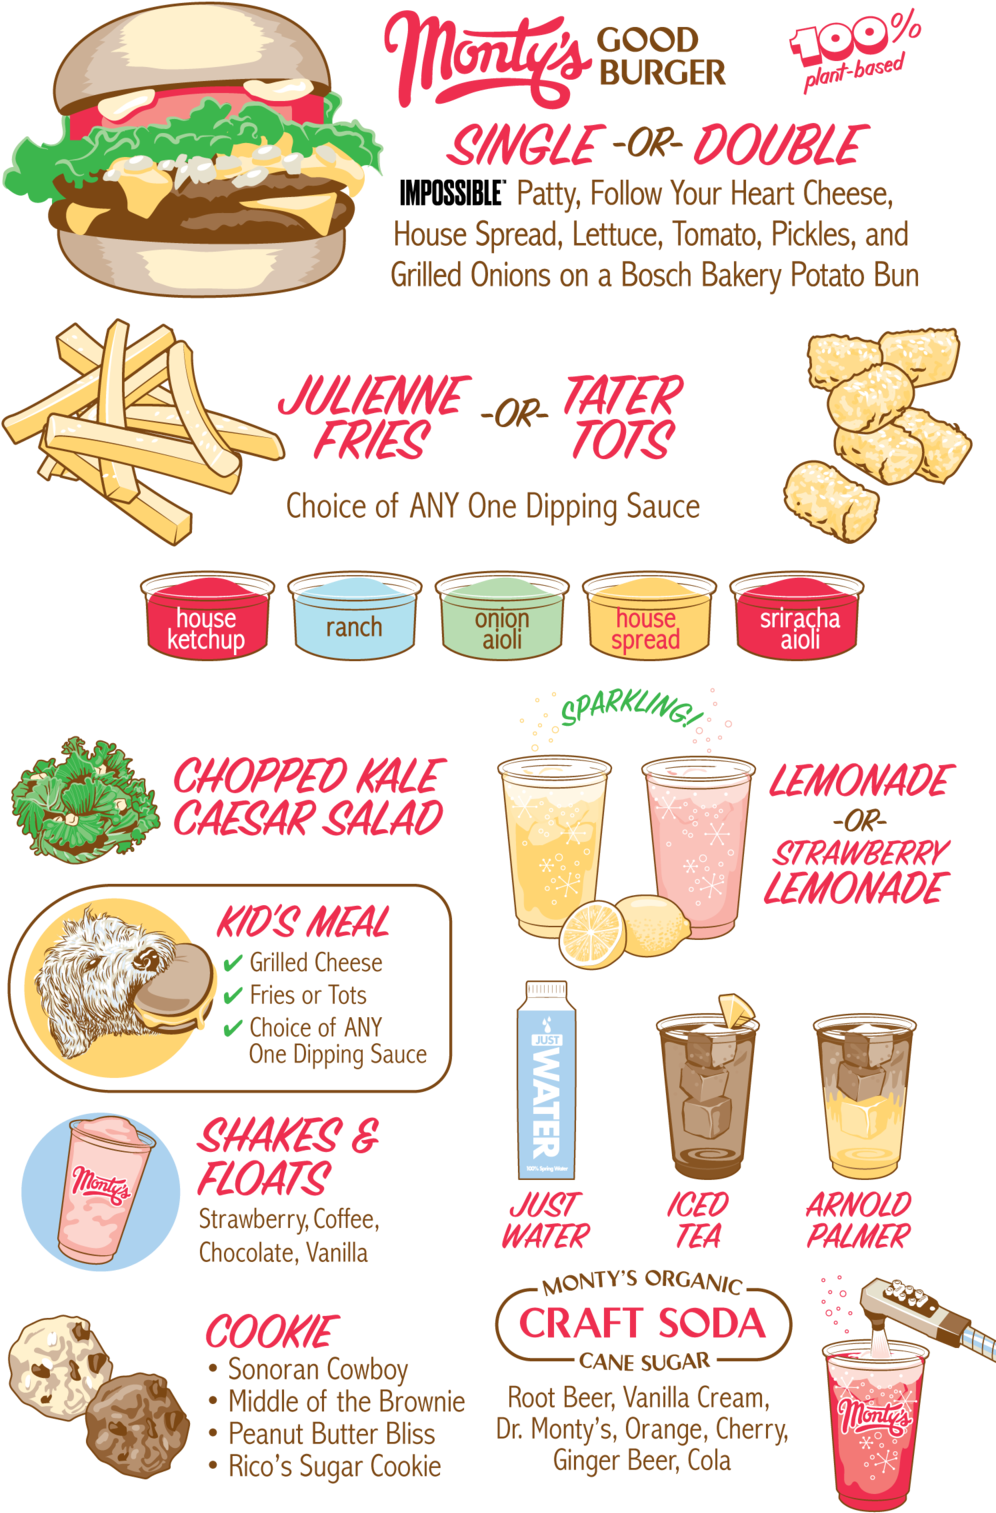 Monty's GOOD BURGER
100% plant-based
SINGLE -OR- DOUBLE
IMPOSSIBLE™ Patty, Follow Your Heart Cheese,
House Spread, Lettuce, Tomato, Pickles, and
Grilled Onions on a Bosch Bakery Potato Bun
JULIENNE FRIES
-OR-
TATER TOTS
Choice of ANY One Dipping Sauce
house ketchup
ranch
onion aioli
house spread
sriracha aioli
CHOPPED KALE
CAESAR SALAD
SPARKLING!
LEMONADE
-OR-
STRAWBERRY
LEMONADE
KID'S MEAL
✔ Grilled Cheese
✔ Fries or Tots
✔ Choice of ANY
One Dipping Sauce
JUST
WATER
100% Spring Water
JUST WATER
ICED TEA
ARNOLD PALMER
Monty's
SHAKES &
FLOATS
Strawberry, Coffee,
Chocolate, Vanilla
COOKIE
• Sonoran Cowboy
• Middle of the Brownie
• Peanut Butter Bliss
• Rico's Sugar Cookie
MONTY'S ORGANIC
CRAFT SODA
CANE SUGAR
Root Beer, Vanilla Cream,
Dr. Monty's, Orange, Cherry,
Ginger Beer, Cola
Monty's